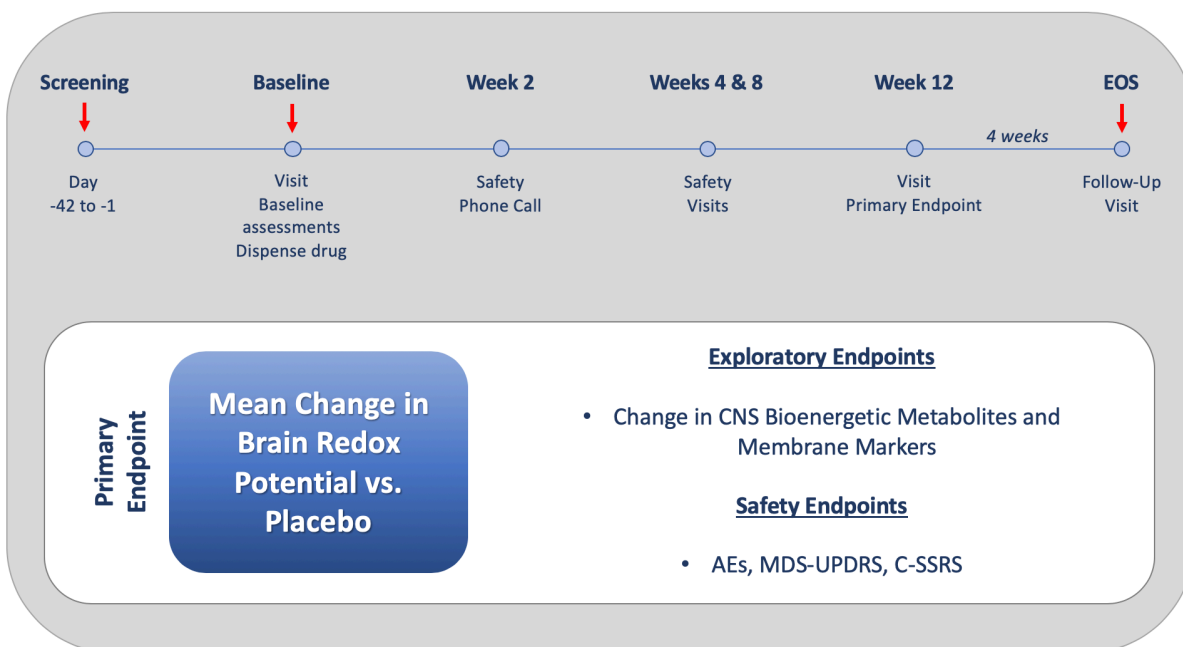 Screening
Baseline
Week 2
Weeks 4 & 8
Week 12
EOS
4 weeks
Day
-42 to -1
Visit
Baseline
assessments
Dispense drug
Safety
Phone Call
Safety
Visits
Visit
Primary Endpoint
Follow-Up
Visit
Primary
Endpoint
Mean Change in
Brain Redox
Potential vs.
Placebo
Exploratory Endpoints
• Change in CNS Bioenergetic Metabolites and
Membrane Markers
Safety Endpoints
• AEs, MDS-UPDRS, C-SSRS